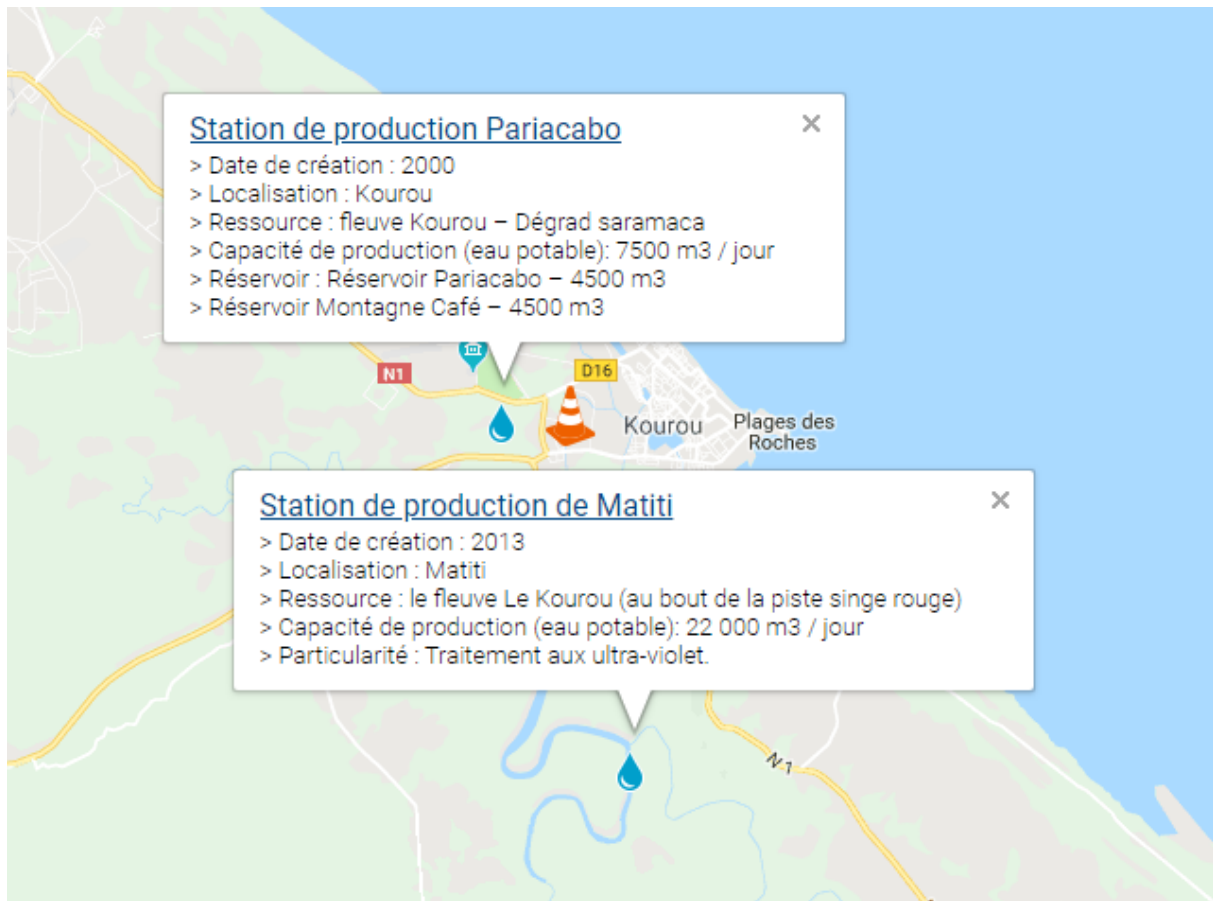 Station de production Pariacabo
> Date de création : 2000
> Localisation : Kourou
> Ressource : fleuve Kourou – Dégrad saramaca
> Capacité de production (eau potable): 7500 m3 / jour
> Réservoir : Réservoir Pariacabo – 4500 m3
> Réservoir Montagne Café – 4500 m3
N1
D16
Kourou
Plages des
Roches
Station de production de Matiti
> Date de création : 2013
> Localisation : Matiti
> Ressource : le fleuve Le Kourou (au bout de la piste singe rouge)
> Capacité de production (eau potable): 22 000 m3 / jour
> Particularité : Traitement aux ultra-violet.
N1